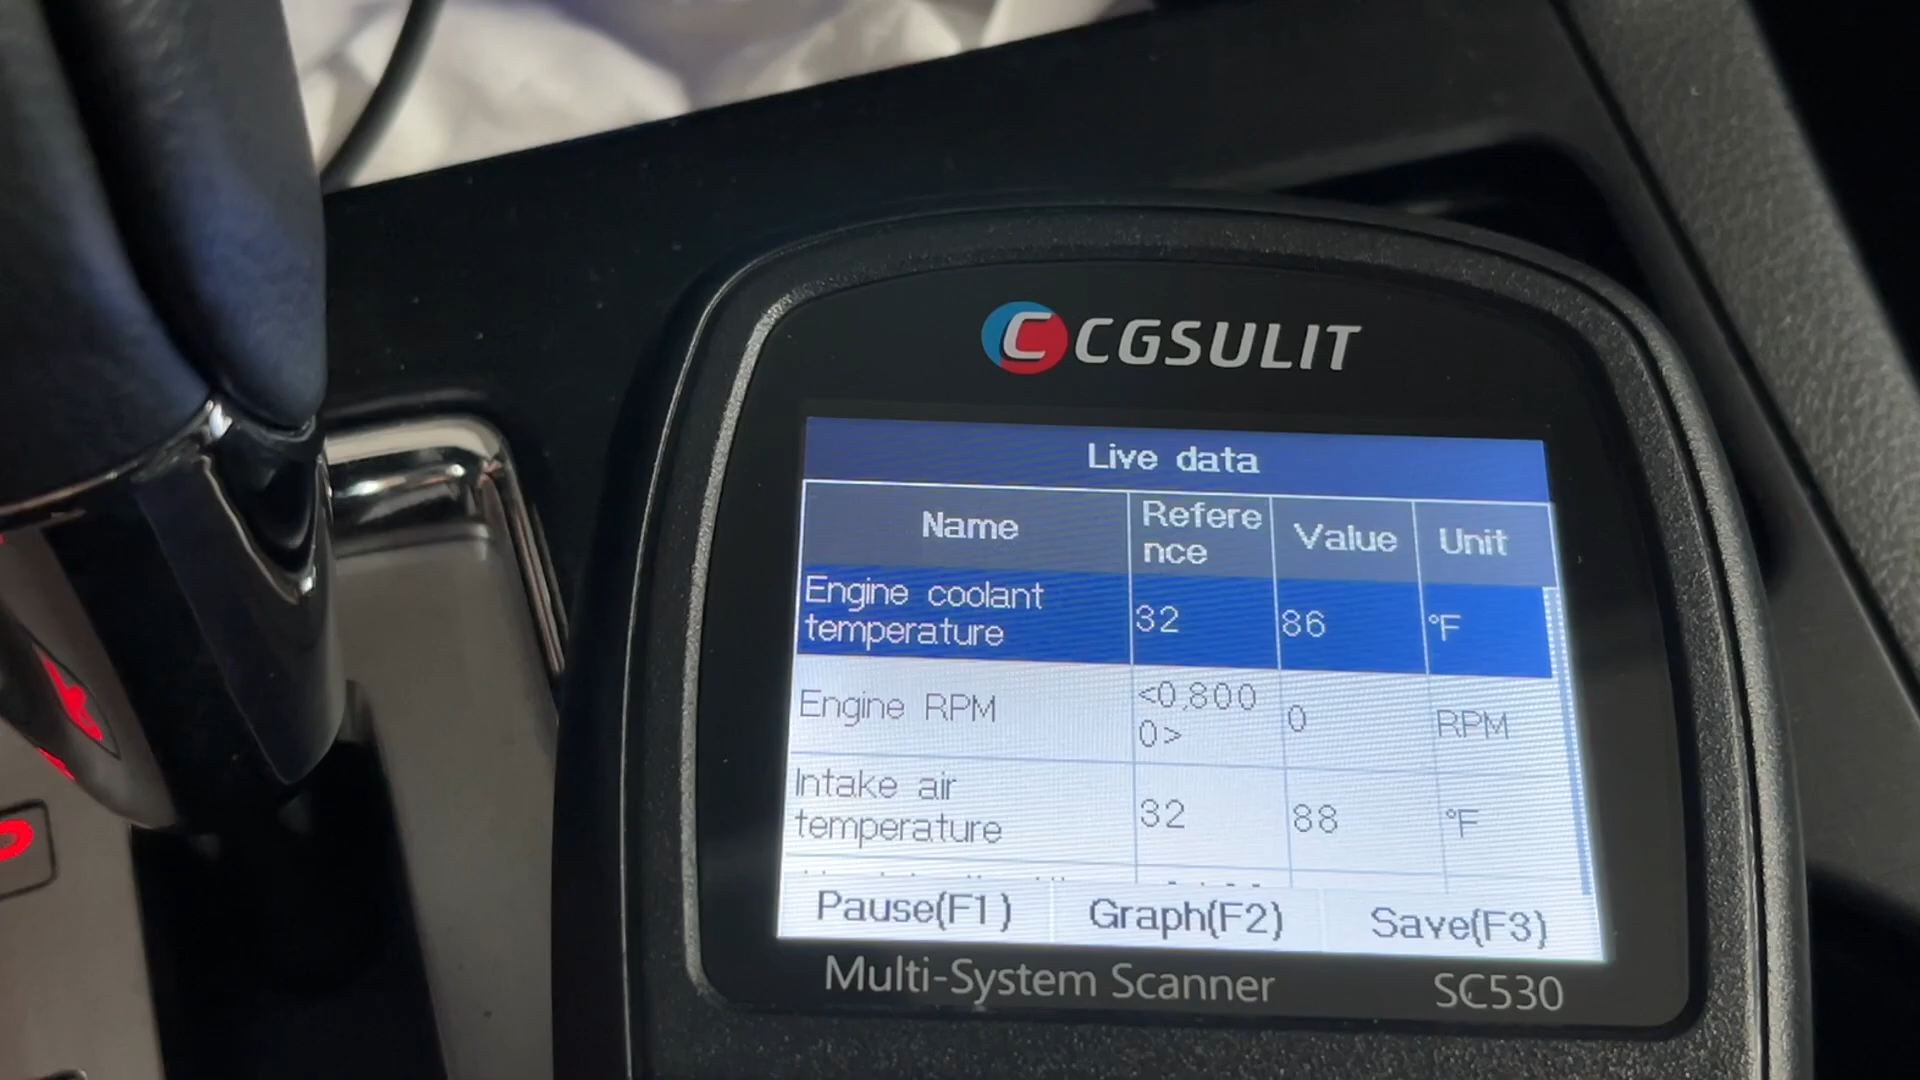 CGSULIT
Live data
Name
Refere
nce
Value
Unit
Engine coolant
temperature
32
86
°F
Engine RPM
<0,800
0>
0
RPM
Intake air
temperature
32
88
°F
Pause(F1)
Graph(F2)
Save(F3)
Multi-System Scanner
SC530